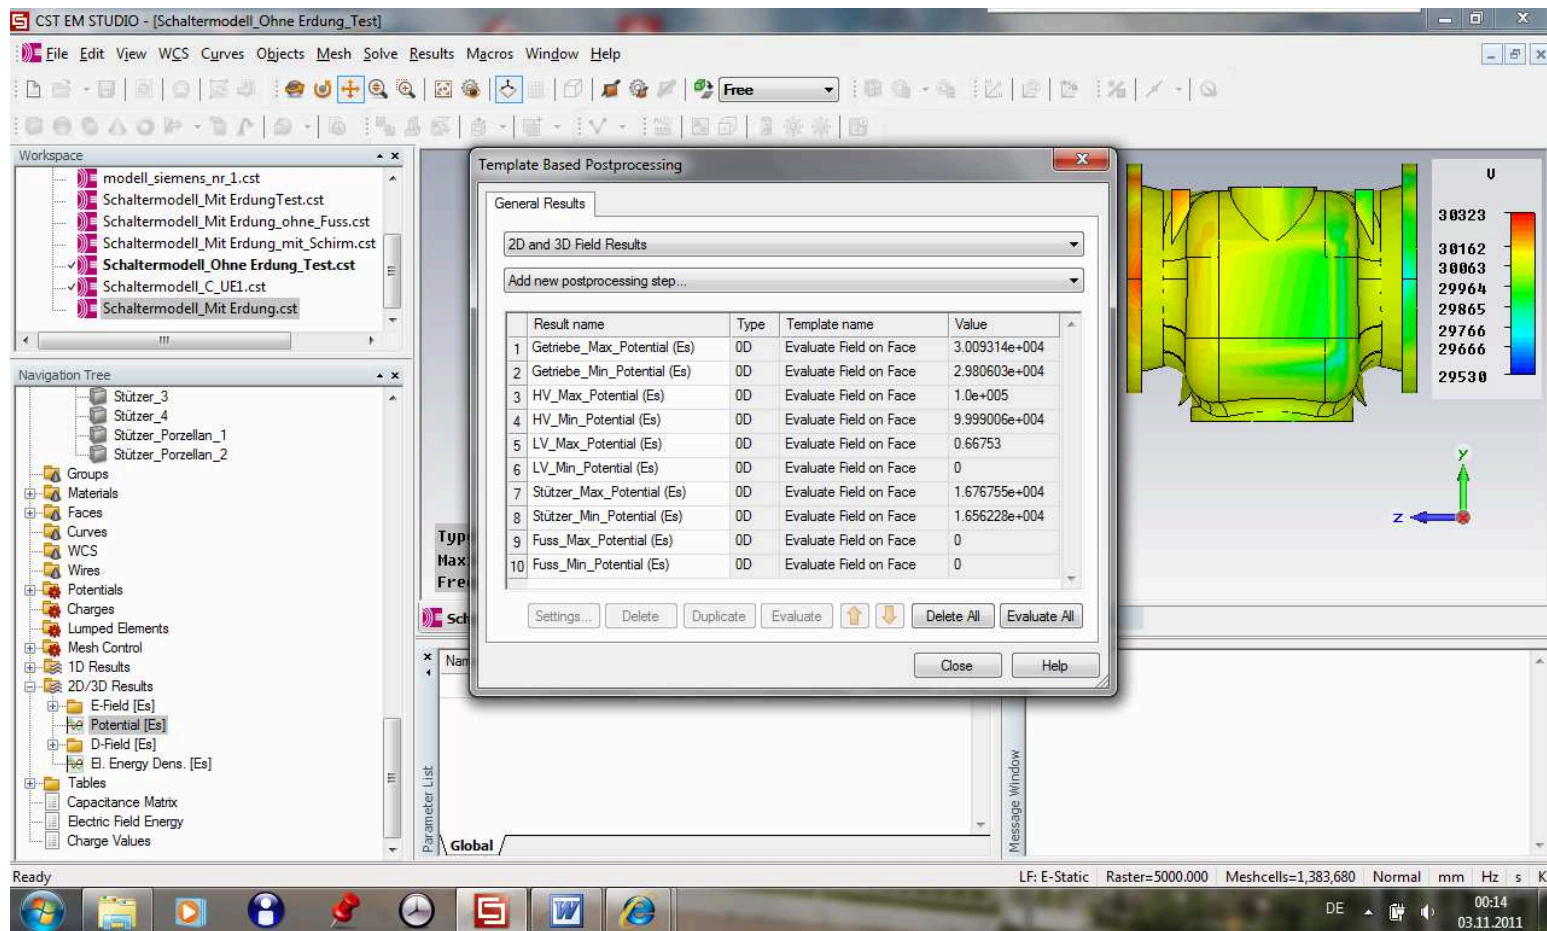 CST EM STUDIO - [Schaltermodell_Ohne Erdung_Test]
File Edit View WCS Curves Objects Mesh Solve Results Macros Window Help
Free
Workspace
modell_siemens_nr_1.cst
Schaltermodell_Mit ErdungTest.cst
Schaltermodell_Mit Erdung_ohne_Fuss.cst
Schaltermodell_Mit Erdung_mit_Schirm.cst
Schaltermodell_Ohne Erdung_Test.cst
Schaltermodell_C_UE1.cst
Schaltermodell_Mit Erdung.cst
Navigation Tree
Stützer_3
Stützer_4
Stützer_Porzellan_1
Stützer_Porzellan_2
Groups
Materials
Faces
Curves
WCS
Wires
Potentials
Charges
Lumped Elements
Mesh Control
1D Results
2D/3D Results
E-Field [Es]
Potential [Es]
D-Field [Es]
El. Energy Dens. [Es]
Tables
Capacitance Matrix
Electric Field Energy
Charge Values
Template Based Postprocessing
General Results
2D and 3D Field Results
Add new postprocessing step...
Result name Type Template name Value
1 Getriebe_Max_Potential (Es) 0D Evaluate Field on Face 3.009314e+004
2 Getriebe_Min_Potential (Es) 0D Evaluate Field on Face 2.980603e+004
3 HV_Max_Potential (Es) 0D Evaluate Field on Face 1.0e+005
4 HV_Min_Potential (Es) 0D Evaluate Field on Face 9.999006e+004
5 LV_Max_Potential (Es) 0D Evaluate Field on Face 0.66753
6 LV_Min_Potential (Es) 0D Evaluate Field on Face 0
7 Stützer_Max_Potential (Es) 0D Evaluate Field on Face 1.676755e+004
8 Stützer_Min_Potential (Es) 0D Evaluate Field on Face 1.656228e+004
9 Fuss_Max_Potential (Es) 0D Evaluate Field on Face 0
10 Fuss_Min_Potential (Es) 0D Evaluate Field on Face 0
Settings... Delete Duplicate Evaluate Delete All Evaluate All
Close Help
V
30323
30162
30063
29964
29865
29766
29666
29530
y
z
Typ
Max
Fre
Sch
Nam
Parameter List
Global
Message Window
Ready
LF: E-Static Raster=5000.000 Meshcells=1,383,680 Normal mm Hz s K
DE
00:14
03.11.2011